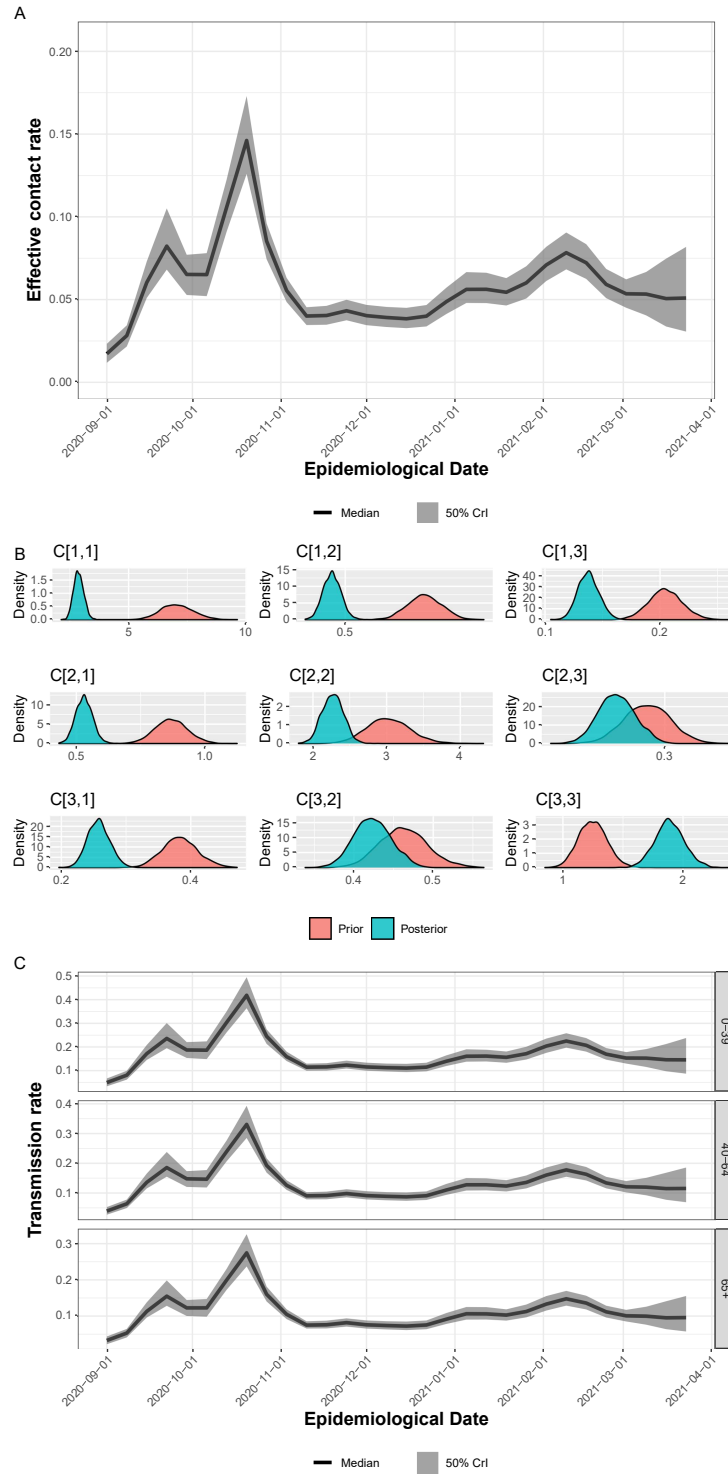 A
Effective contact rate
0.20
0.15
0.10
0.05
0.00
2020-09-01 2020-10-01 2020-11-01 2020-12-01 2021-01-01 2021-02-01 2021-03-01 2021-04-01
Epidemiological Date
Median 50% CrI
B
C[1,1] C[1,2] C[1,3]
Density Density Density
1.5 15 40
1.0 10 30
0.5 5 20
0.0 0 10
0
5 10 0.5 0.1 0.2
C[2,1] C[2,2] C[2,3]
Density Density Density
10 2 20
5 1 10
0 0 0
0.5 1.0 2 3 4 0.3
C[3,1] C[3,2] C[3,3]
Density Density Density
20 15 3
15 10 2
10 5 1
5 0 0
0
0.2 0.4 0.4 0.5 1 2
Prior Posterior
C
Transmission rate
0.5
0.4
0.3
0.2
0.1
0-39
0.4
0.3
0.2
0.1
40-64
0.3
0.2
0.1
65+
2020-09-01 2020-10-01 2020-11-01 2020-12-01 2021-01-01 2021-02-01 2021-03-01 2021-04-01
Epidemiological Date
Median 50% CrI